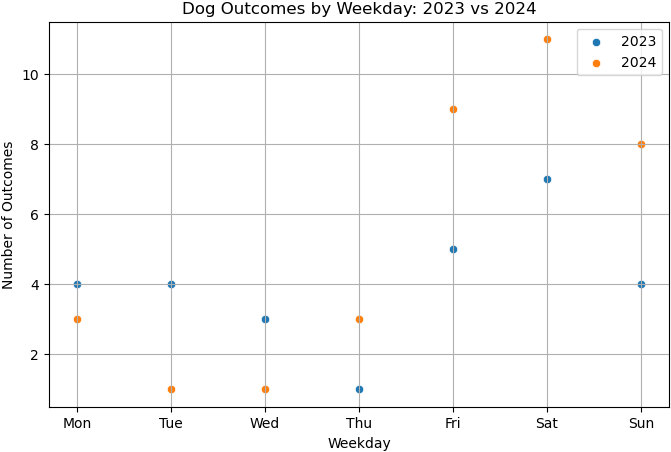 Dog Outcomes by Weekday: 2023 vs 2024
2023
2024
10
8
6
4
2
Number of Outcomes
Mon Tue Wed Thu Fri Sat Sun
Weekday